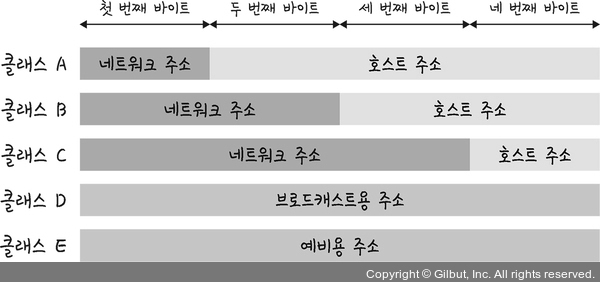 첫 번째 바이트 두 번째 바이트 세 번째 바이트 네 번째 바이트
클래스 A 네트워크 주소 호스트 주소
클래스 B 네트워크 주소 호스트 주소
클래스 C 네트워크 주소 호스트 주소
클래스 D 브로드캐스트용 주소
클래스 E 예비용 주소
Copyright © Gilbut, Inc. All rights reserved.